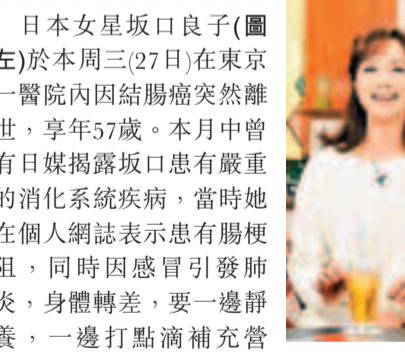 日本女星坂口良子(圖
左)於本周三(27日)在東京
一醫院內因結腸癌突然離
世，享年57歲。本月中曾
有日媒揭露坂口患有嚴重
的消化系統疾病，當時她
在個人網誌表示患有腸梗
阻，同時因感冒引發肺
炎，身體轉差，要一邊靜
養，一邊打點滴補充營